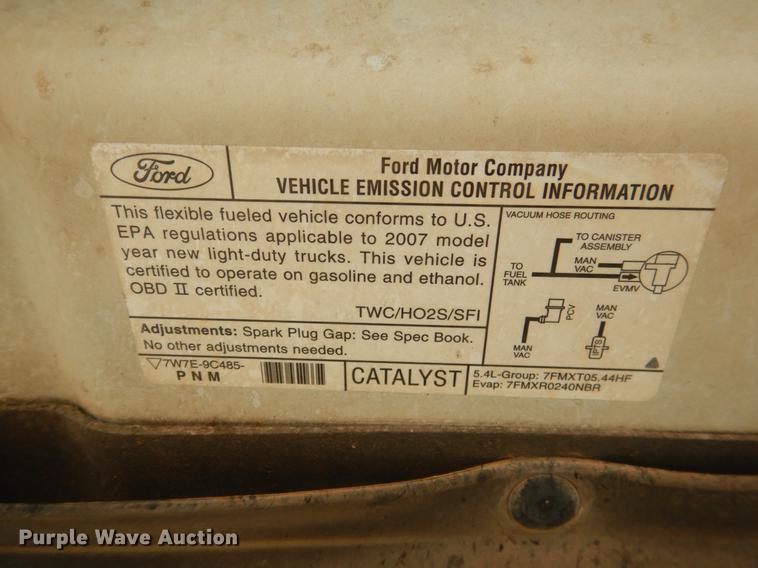 Ford
Ford Motor Company
VEHICLE EMISSION CONTROL INFORMATION
This flexible fueled vehicle conforms to U.S.
EPA regulations applicable to 2007 model
year new light-duty trucks. This vehicle is
certified to operate on gasoline and ethanol.
OBD II certified.
TWC/HO2S/SFI
Adjustments: Spark Plug Gap: See Spec Book.
No other adjustments needed.
7W7E-9C485-
PNM
CATALYST
VACUUM HOSE ROUTING
TO CANISTER
ASSEMBLY
TO
FUEL
TANK
MAN
VAC
EVMV
PCV
MAN
VAC
MAN
VAC
IPTS
5.4L-Group: 7FMXT05.44HF
Evap: 7FMXR0240NBR
Purple Wave Auction